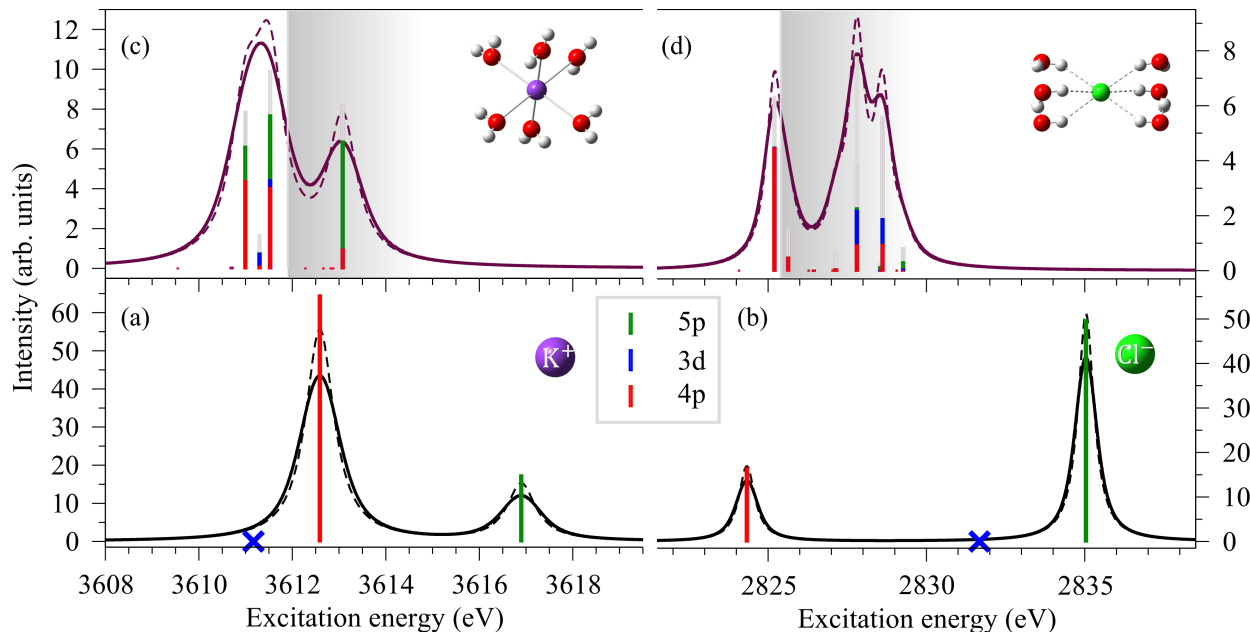 (c)
(d)
12
10
8
6
4
2
0
8
6
4
2
0
Intensity (arb. units)
(a)
(b)
K⁺
Cl⁻
5p
3d
4p
60
50
40
30
20
10
0
50
40
30
20
10
0
3608 3610 3612 3614 3616 3618
2825 2830 2835
Excitation energy (eV)
Excitation energy (eV)